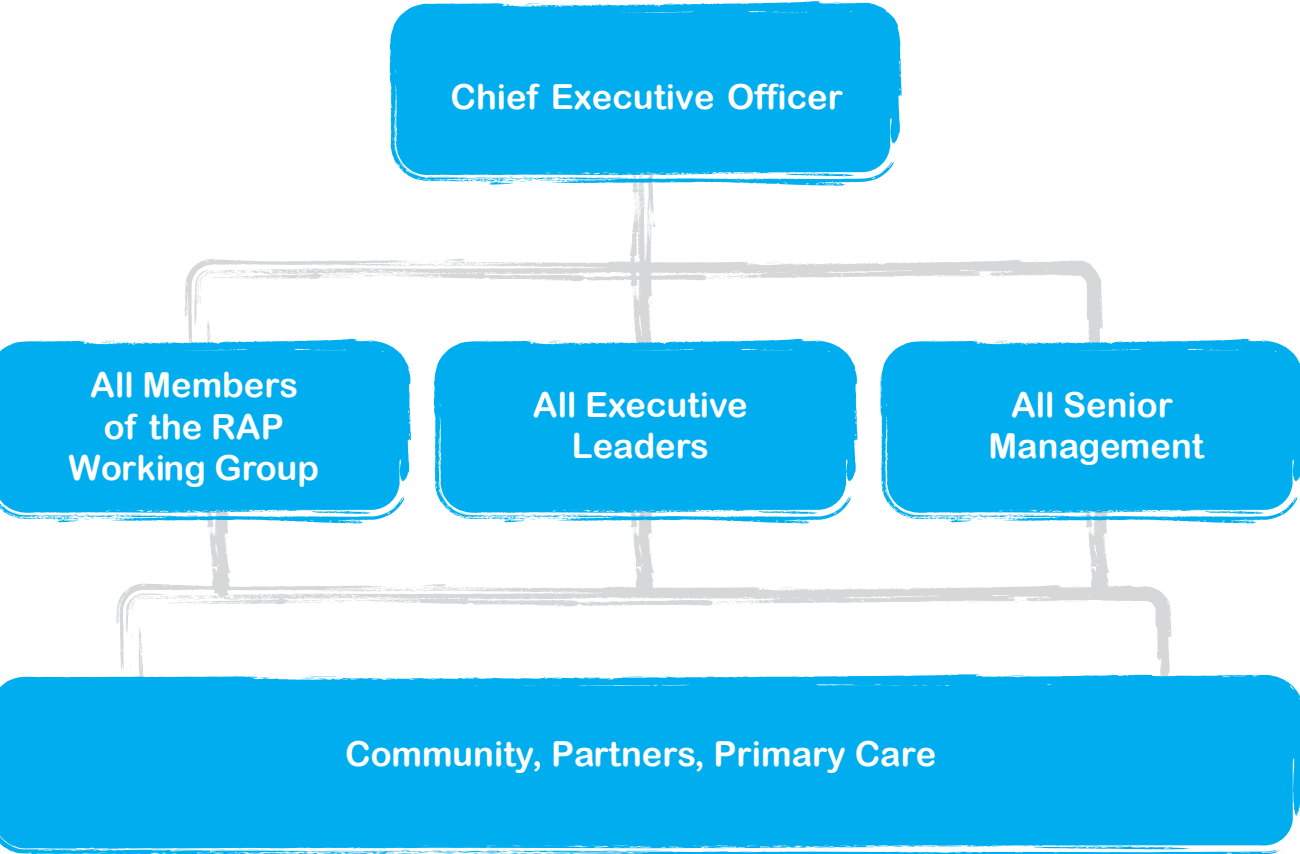 Chief Executive Officer
All Members
of the RAP
Working Group
All Executive
Leaders
All Senior
Management
Community, Partners, Primary Care